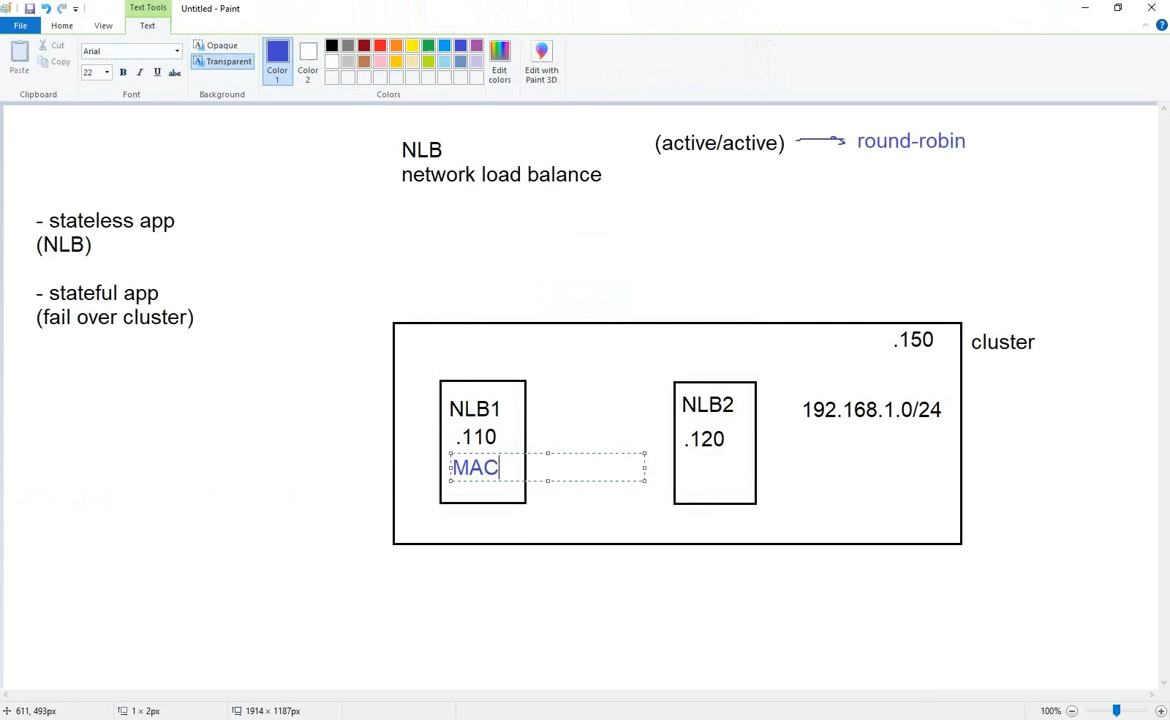 Text Tools
Untitled - Paint
File
Home
View
Text
Paste
Cut
Copy
Clipboard
Arial
22
B I U abc
Font
Opaque
Transparent
Background
Color 1
Color 2
Edit colors
Colors
Edit with Paint 3D
NLB
network load balance
(active/active)
round-robin
- stateless app
(NLB)
- stateful app
(fail over cluster)
.150
cluster
NLB1
.110
MAC
NLB2
.120
192.168.1.0/24
611, 493px
1 × 2px
1914 × 1187px
100%